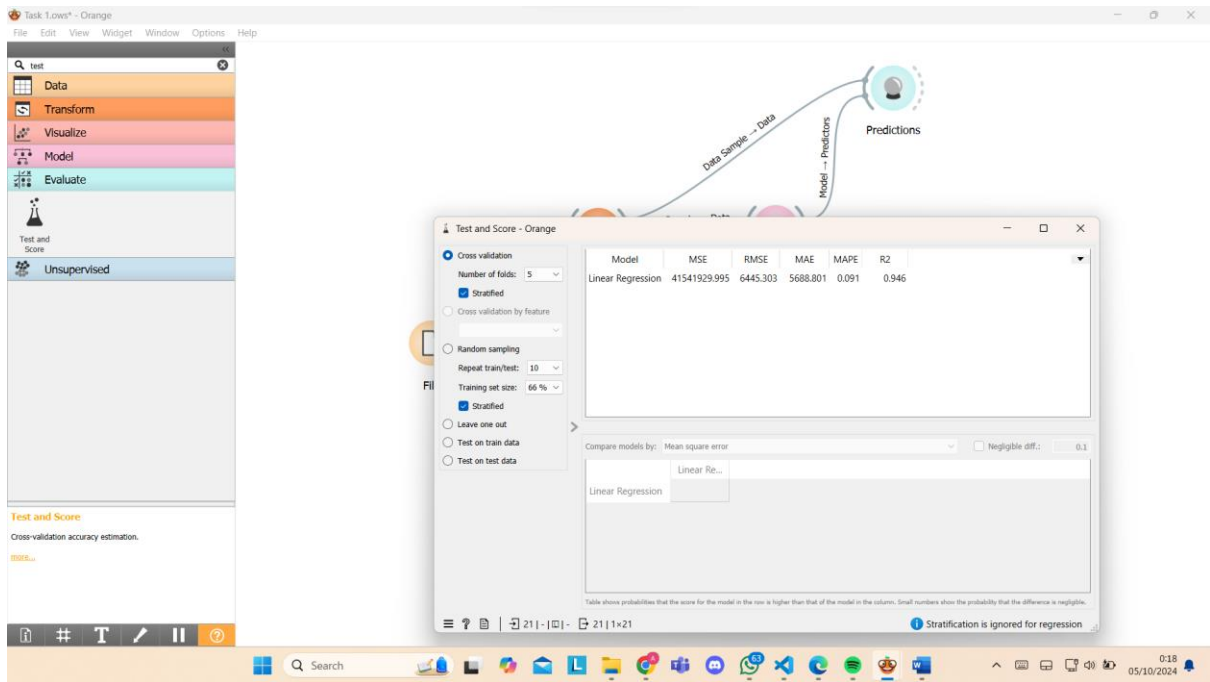 Task 1.ows* - Orange
File Edit View Widget Window Options Help
test
Data
Transform
Visualize
Model
Evaluate
Test and
Score
Unsupervised
Test and Score
Cross-validation accuracy estimation.
more...
Predictions
Data Sample → Data
Model → Predictors
Fil
Test and Score - Orange
Cross validation
Number of folds: 5
Stratified
Cross validation by feature
Random sampling
Repeat train/test: 10
Training set size: 66 %
Stratified
Leave one out
Test on train data
Test on test data
Model MSE RMSE MAE MAPE R2
Linear Regression 41541929.995 6445.303 5688.801 0.091 0.946
Compare models by: Mean square error Negligible diff.: 0.1
Linear Re...
Linear Regression
Table shows probabilities that the score for the model in the row is higher than that of the model in the column. Small numbers show the probability that the difference is negligible.
21 | - | - 21 | 1×21
Stratification is ignored for regression
Search
63
0:18
05/10/2024